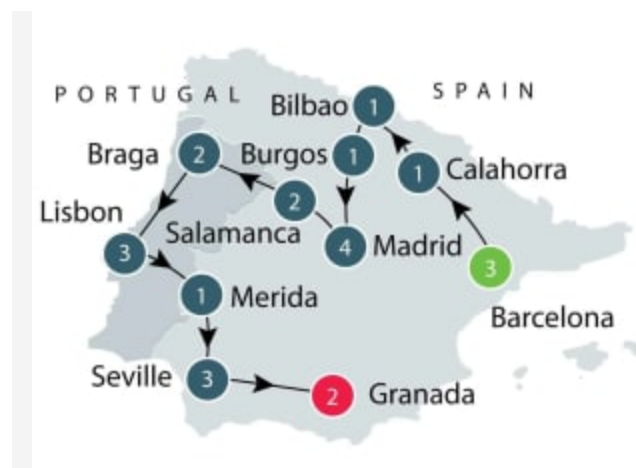 PORTUGAL
SPAIN
Bilbao 1
Braga 2
Burgos 1
1 Calahorra
Lisbon 3
Salamanca 2
4 Madrid
3 Barcelona
1 Merida
Seville 3
2 Granada